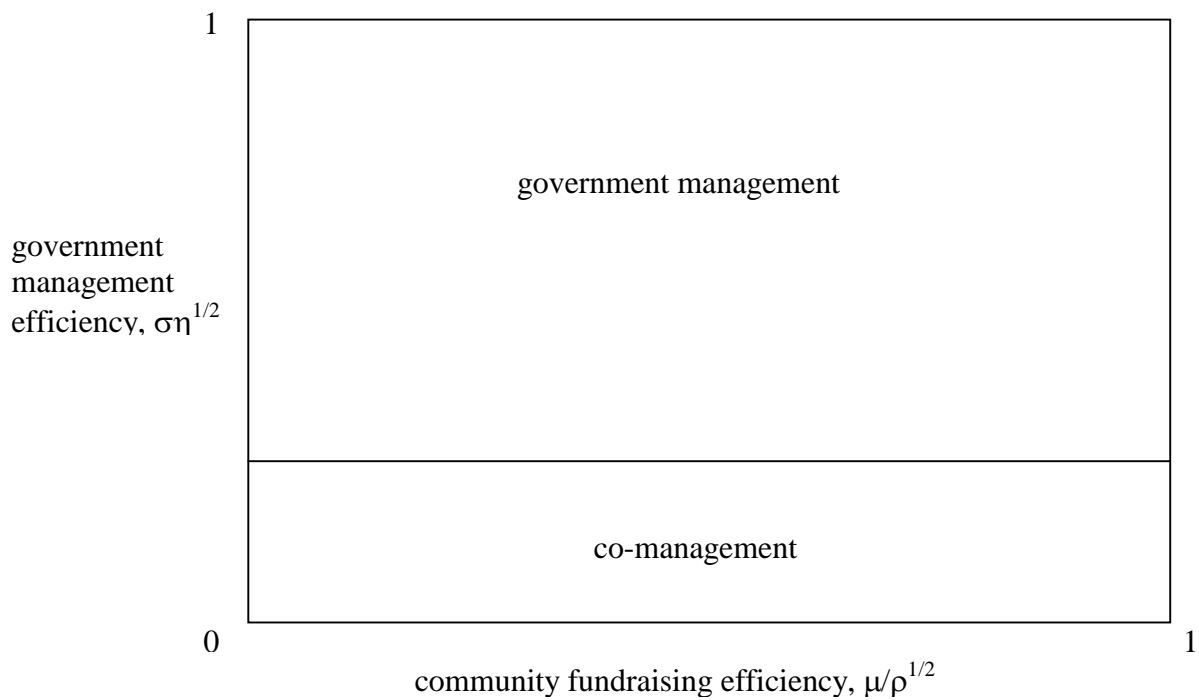 1
government management
government
management
efficiency, ση^1/2
co-management
0
1
community fundraising efficiency, μ/ρ^1/2